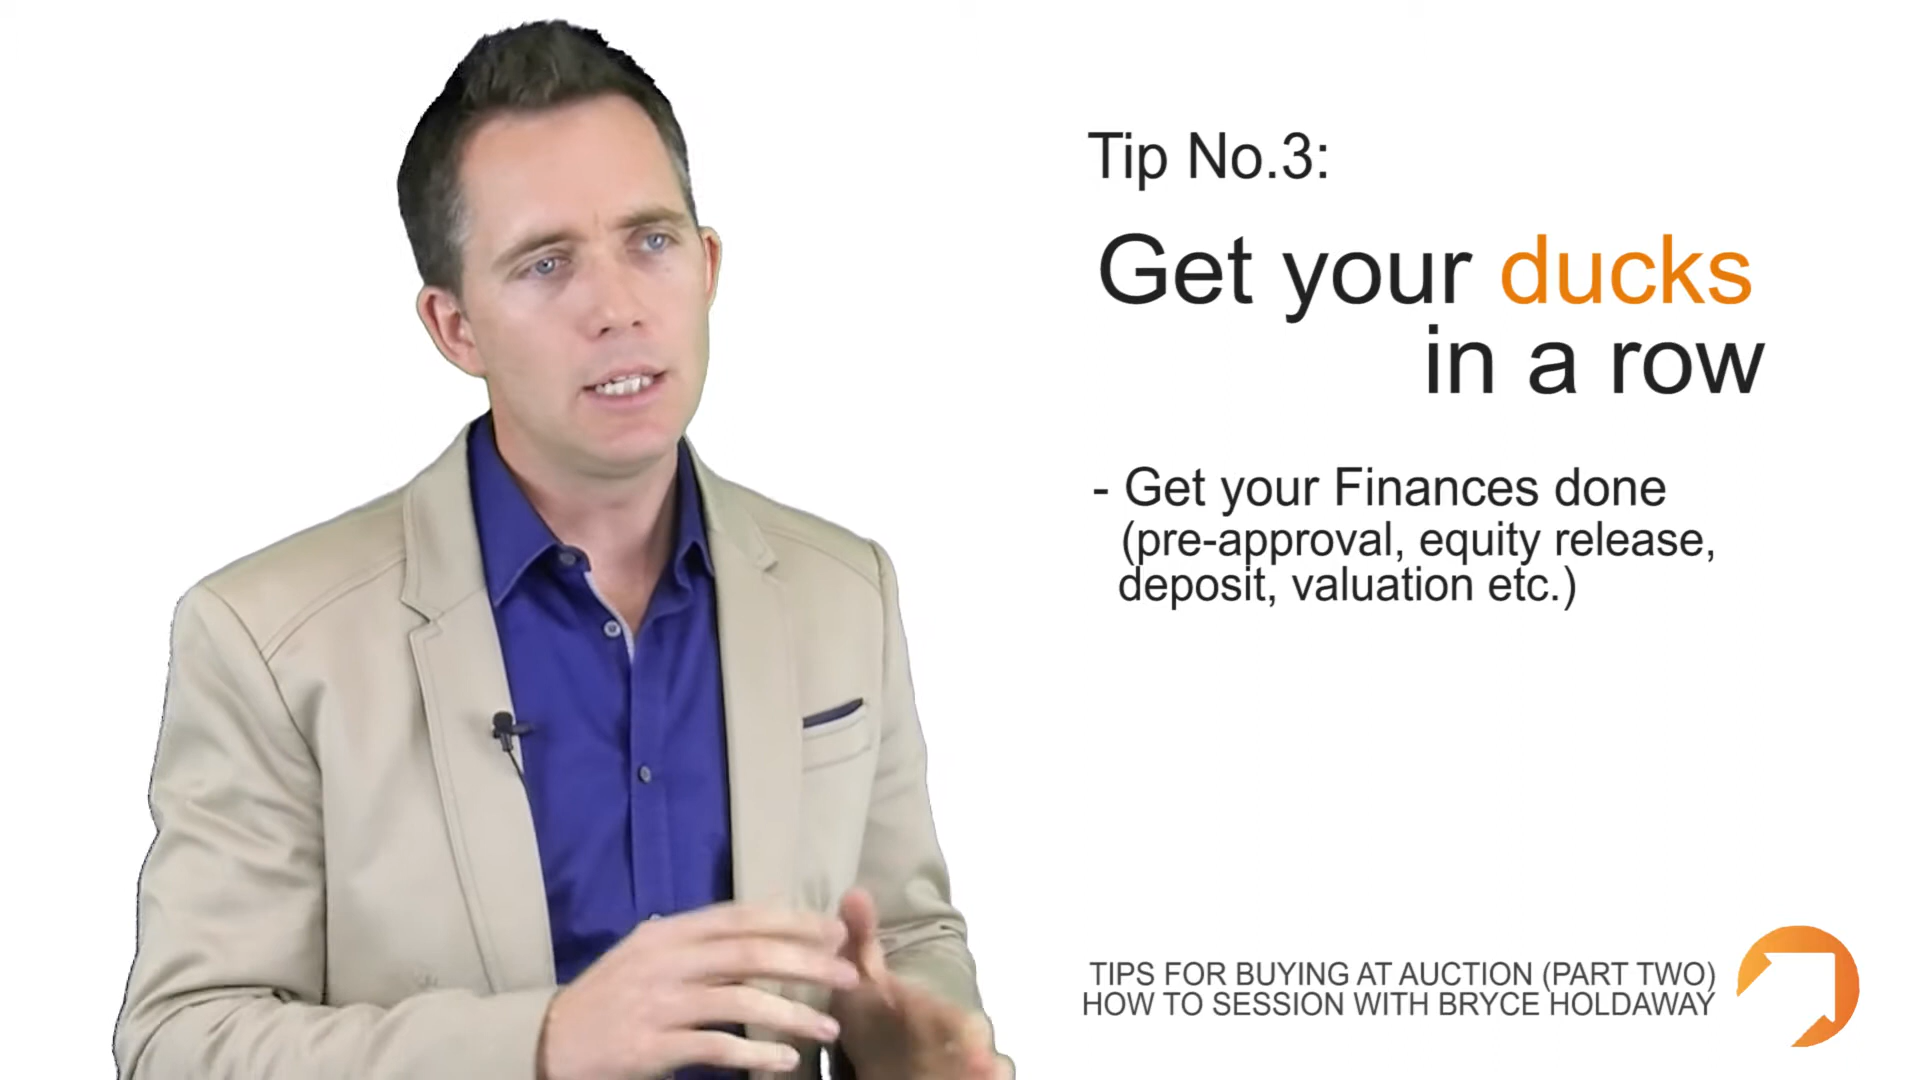 Tip No.3:
Get your ducks
in a row
- Get your Finances done
(pre-approval, equity release,
deposit, valuation etc.)
TIPS FOR BUYING AT AUCTION (PART TWO)
HOW TO SESSION WITH BRYCE HOLDAWAY